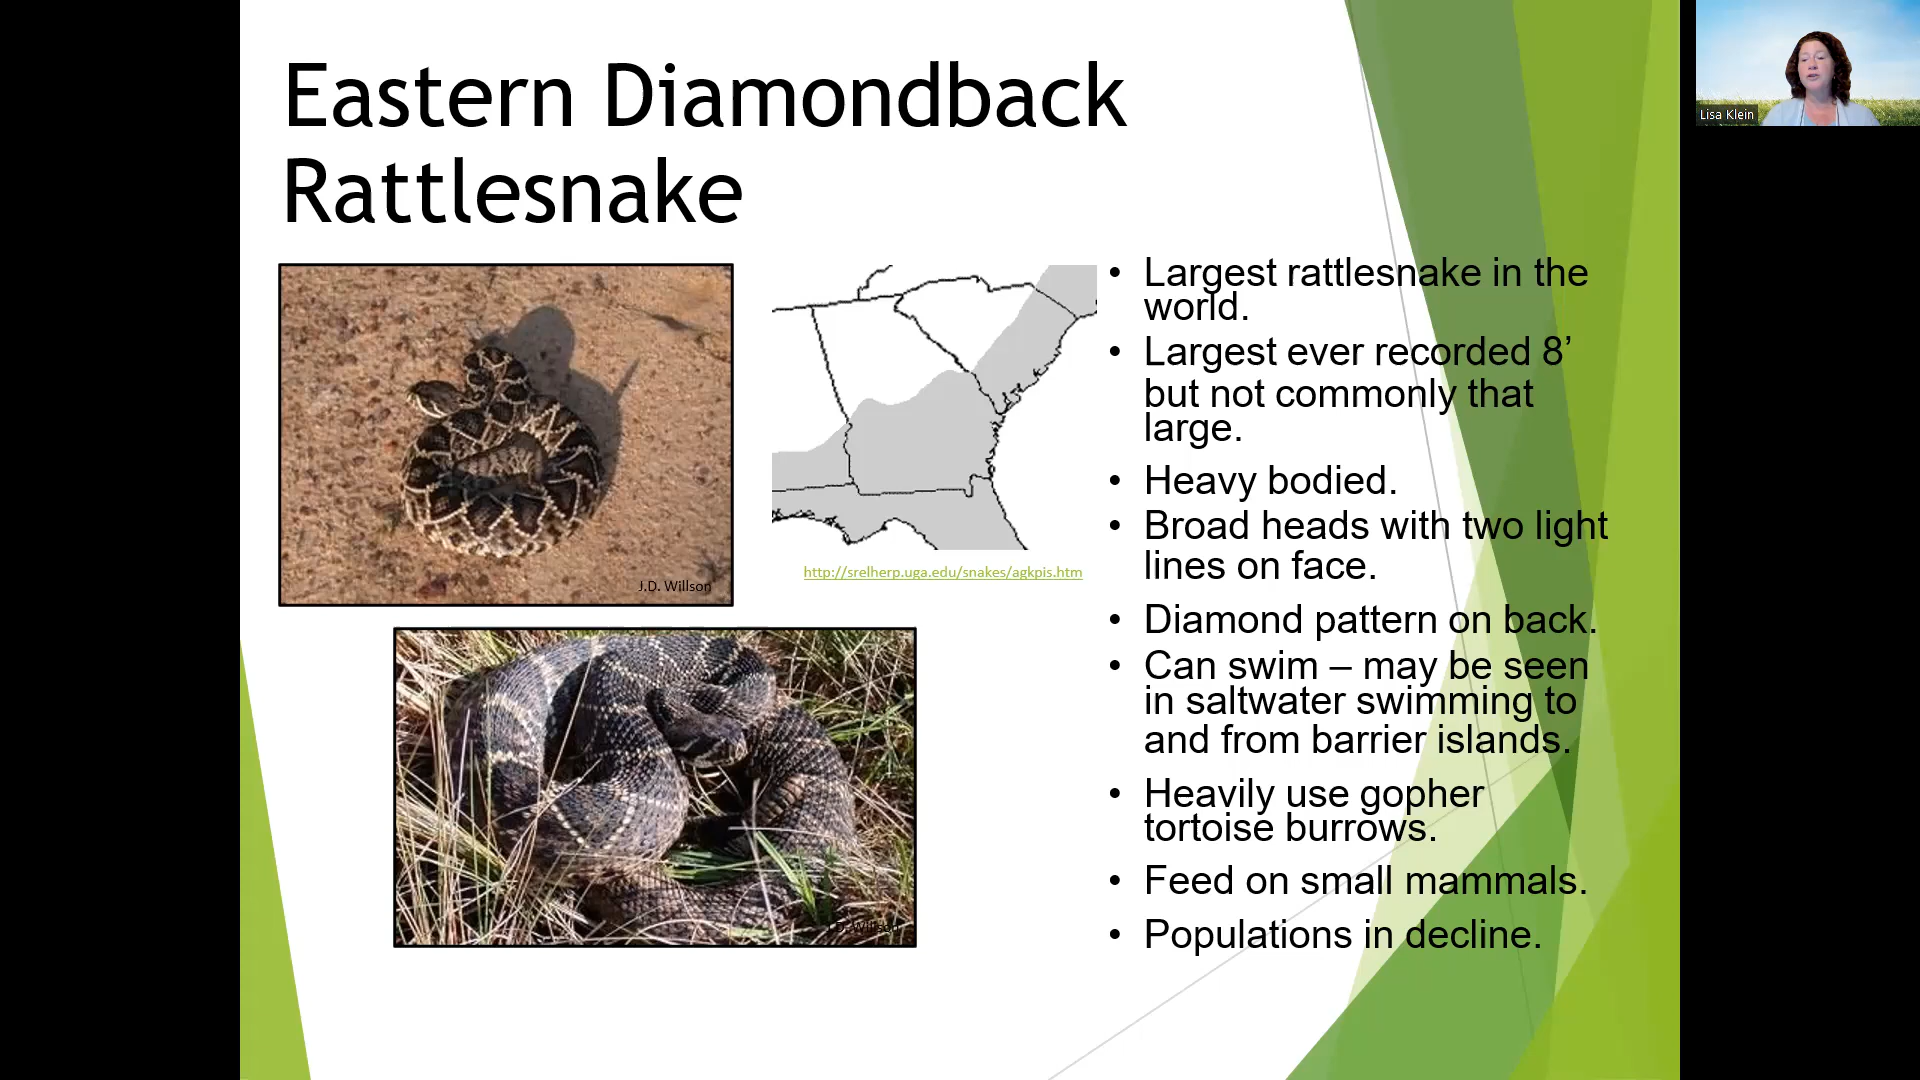 Eastern Diamondback
Rattlesnake
J.D. Willson
http://srelherp.uga.edu/snakes/agkpis.htm
J.D. Willson
• Largest rattlesnake in the
world.
• Largest ever recorded 8’
but not commonly that
large.
• Heavy bodied.
• Broad heads with two light
lines on face.
• Diamond pattern on back.
• Can swim – may be seen
in saltwater swimming to
and from barrier islands.
• Heavily use gopher
tortoise burrows.
• Feed on small mammals.
• Populations in decline.
Lisa Klein